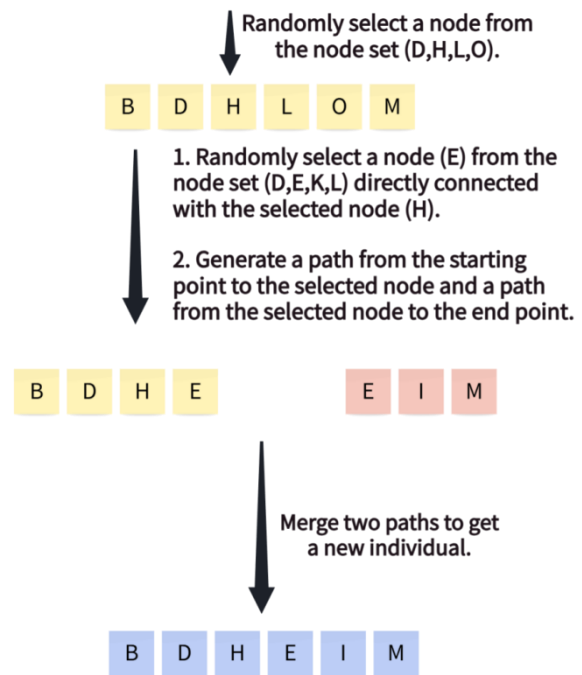 Randomly select a node from
the node set (D,H,L,O).
B D H L O M
1. Randomly select a node (E) from the
node set (D,E,K,L) directly connected
with the selected node (H).
2. Generate a path from the starting
point to the selected node and a path
from the selected node to the end point.
B D H E E I M
Merge two paths to get
a new individual.
B D H E I M